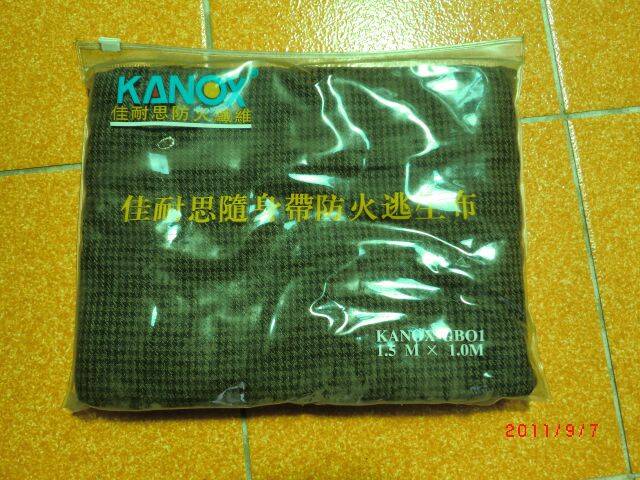 KANOX®
佳耐思防火纖維
佳耐思隨身帶防火逃生布
KANOX GBO1
1.5 M × 1.0M
2011/9/7